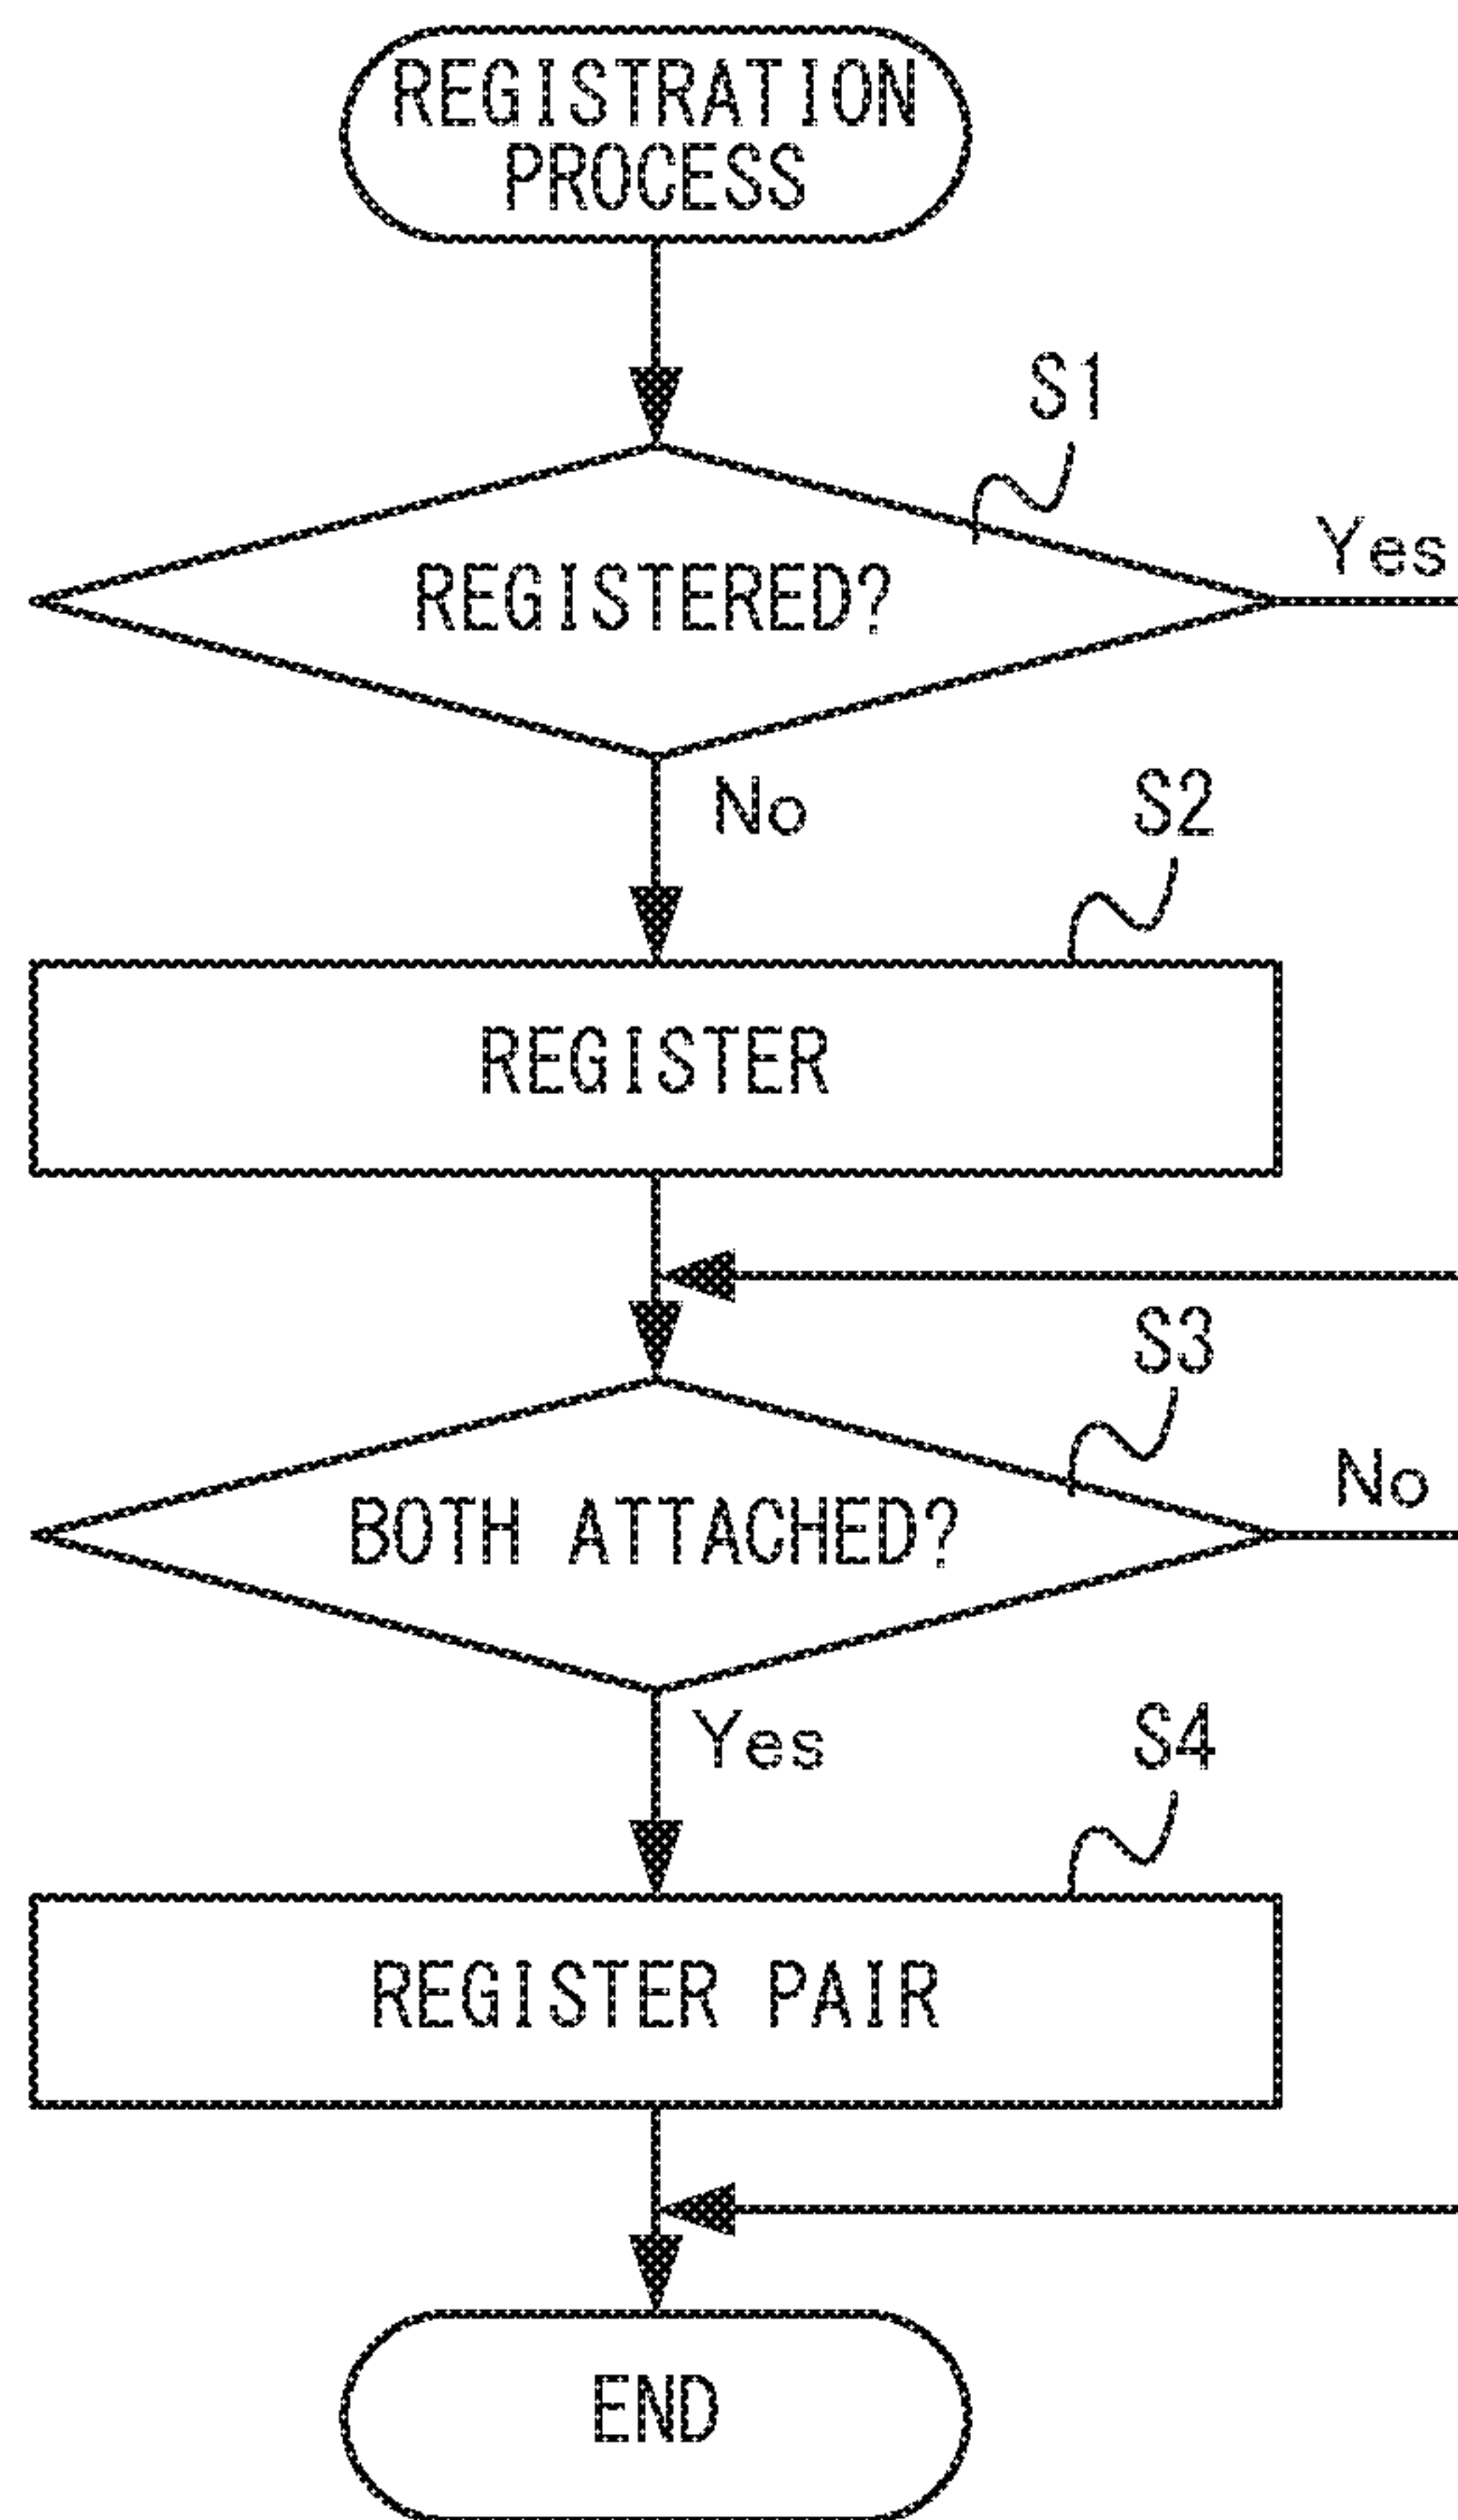 REGISTRATION
PROCESS
S1
REGISTERED?
Yes
No
S2
REGISTER
S3
BOTH ATTACHED?
No
Yes
S4
REGISTER PAIR
END